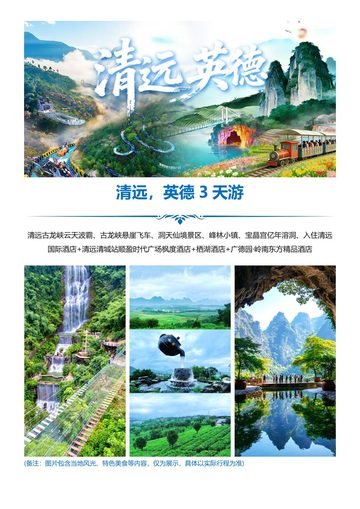 清远 英德
清远，英德 3 天游
清远古龙峡云天波霸、古龙峡悬崖飞车、洞天仙境景区、峰林小镇、宝晶宫亿年溶洞、入住清远
国际酒店+清远清城站顺盈时代广场枫度酒店+栖湖酒店+广德园·岭南东方精品酒店
(备注：图片包含当地风光、特色美食等内容，仅为展示，具体以实际行程为准)